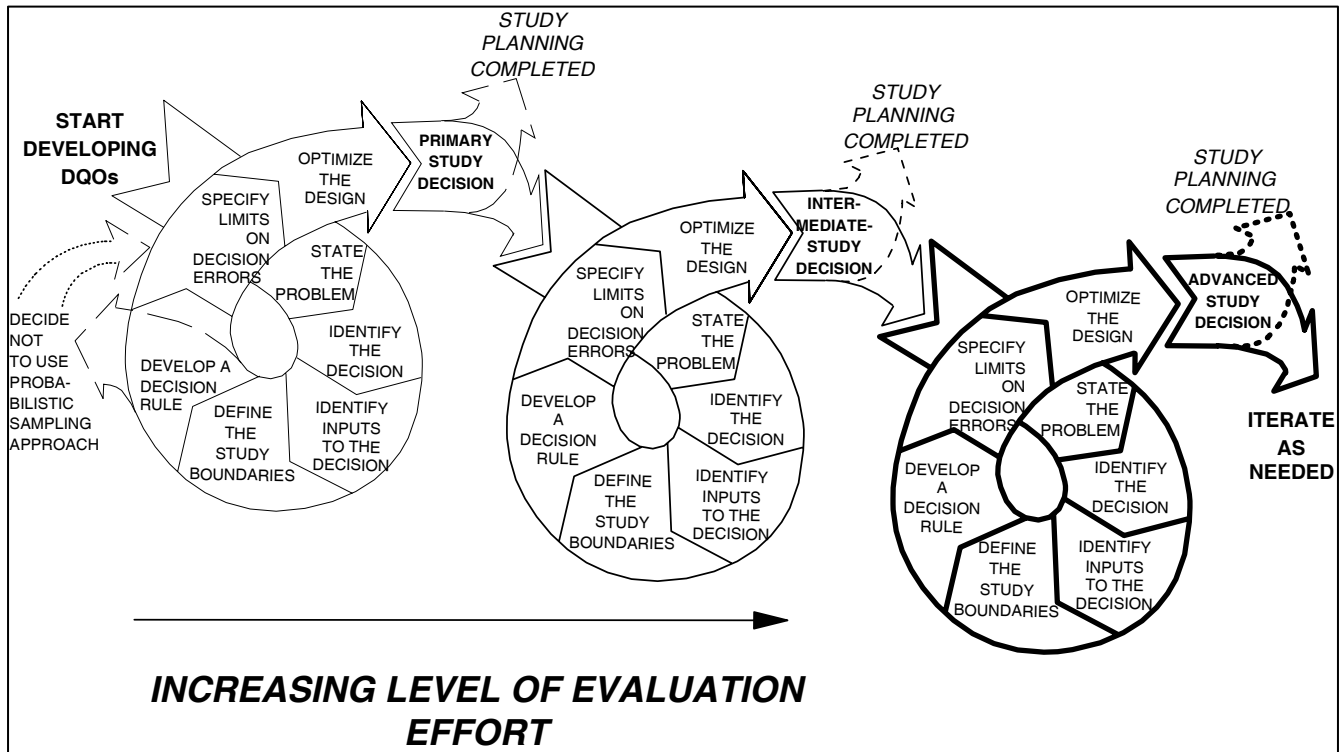 START
DEVELOPING
DQOs
STUDY
PLANNING
COMPLETED
PRIMARY
STUDY
DECISION
OPTIMIZE
THE
DESIGN
SPECIFY
LIMITS
ON
DECISION
ERRORS
STATE
THE
PROBLEM
IDENTIFY
THE
DECISION
IDENTIFY
INPUTS
TO THE
DECISION
DEFINE
THE
STUDY
BOUNDARIES
DEVELOP A
DECISION
RULE
DECIDE
NOT
TO USE
PROBA-
BILISTIC
SAMPLING
APPROACH
STUDY
PLANNING
COMPLETED
INTER-
MEDIATE-
STUDY
DECISION
OPTIMIZE
THE
DESIGN
SPECIFY
LIMITS
ON
DECISION
ERRORS
STATE
THE
PROBLEM
IDENTIFY
THE DECISION
IDENTIFY
INPUTS
TO THE DECISION
DEFINE
THE
STUDY
BOUNDARIES
DEVELOP
A
DECISION
RULE
STUDY
PLANNING
COMPLETED
ADVANCED
STUDY
DECISION
OPTIMIZE
THE
DESIGN
SPECIFY
LIMITS
ON
DECISION
ERRORS
STATE
THE
PROBLEM
IDENTIFY
THE
DECISION
IDENTIFY
INPUTS
TO THE
DECISION
DEFINE
THE
STUDY
BOUNDARIES
DEVELOP
A
DECISION
RULE
ITERATE
AS
NEEDED
INCREASING LEVEL OF EVALUATION
EFFORT